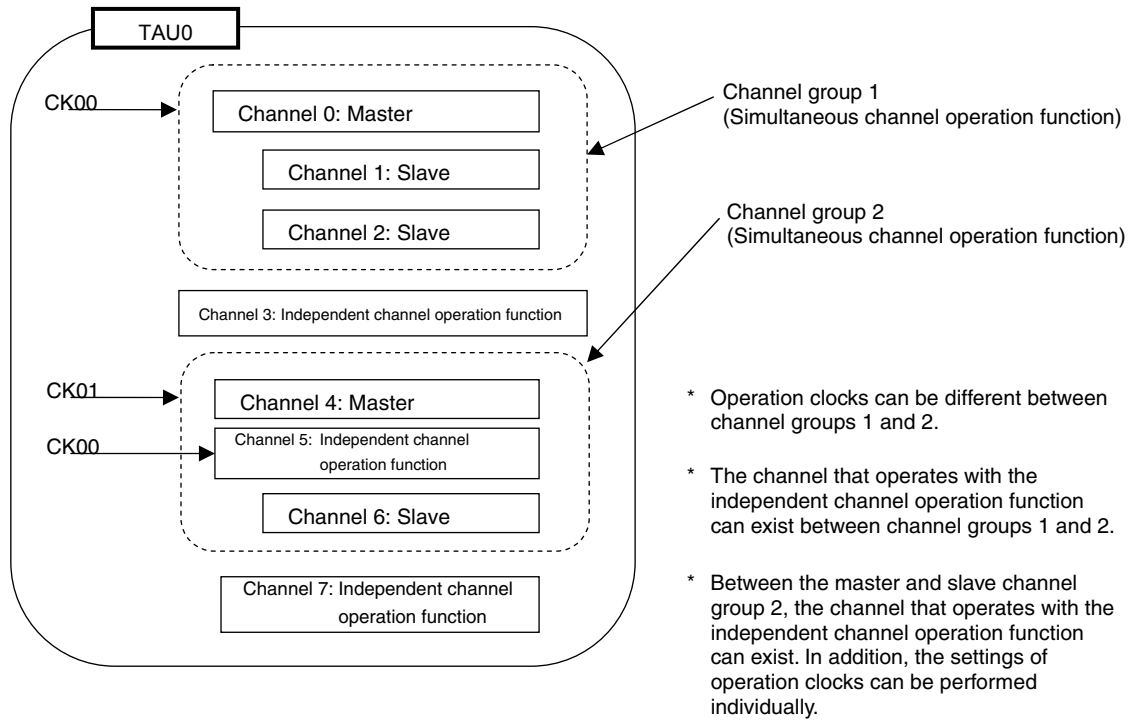 TAU0
CK00
Channel 0: Master
Channel 1: Slave
Channel 2: Slave
Channel group 1
(Simultaneous channel operation function)
Channel group 2
(Simultaneous channel operation function)
Channel 3: Independent channel operation function
CK01
Channel 4: Master
CK00
Channel 5: Independent channel
operation function
Channel 6: Slave
Channel 7: Independent channel
operation function
* Operation clocks can be different between
channel groups 1 and 2.
* The channel that operates with the
independent channel operation function
can exist between channel groups 1 and 2.
* Between the master and slave channel
group 2, the channel that operates with the
independent channel operation function
can exist. In addition, the settings of
operation clocks can be performed
individually.